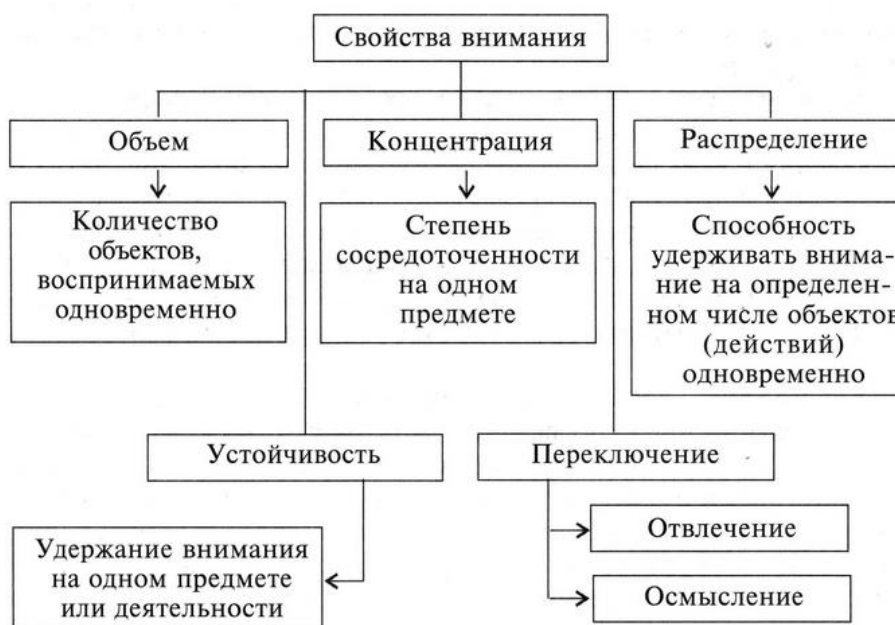 Свойства внимания
Объем
Концентрация
Распределение
Количество
объектов,
воспринимаемых
одновременно
Степень
сосредоточенности
на одном
предмете
Способность
удерживать внима-
ние на определен-
ном числе объектов
(действий)
одновременно
Устойчивость
Переключение
Удержание внимания
на одном предмете
или деятельности
Отвлечение
Осмысление